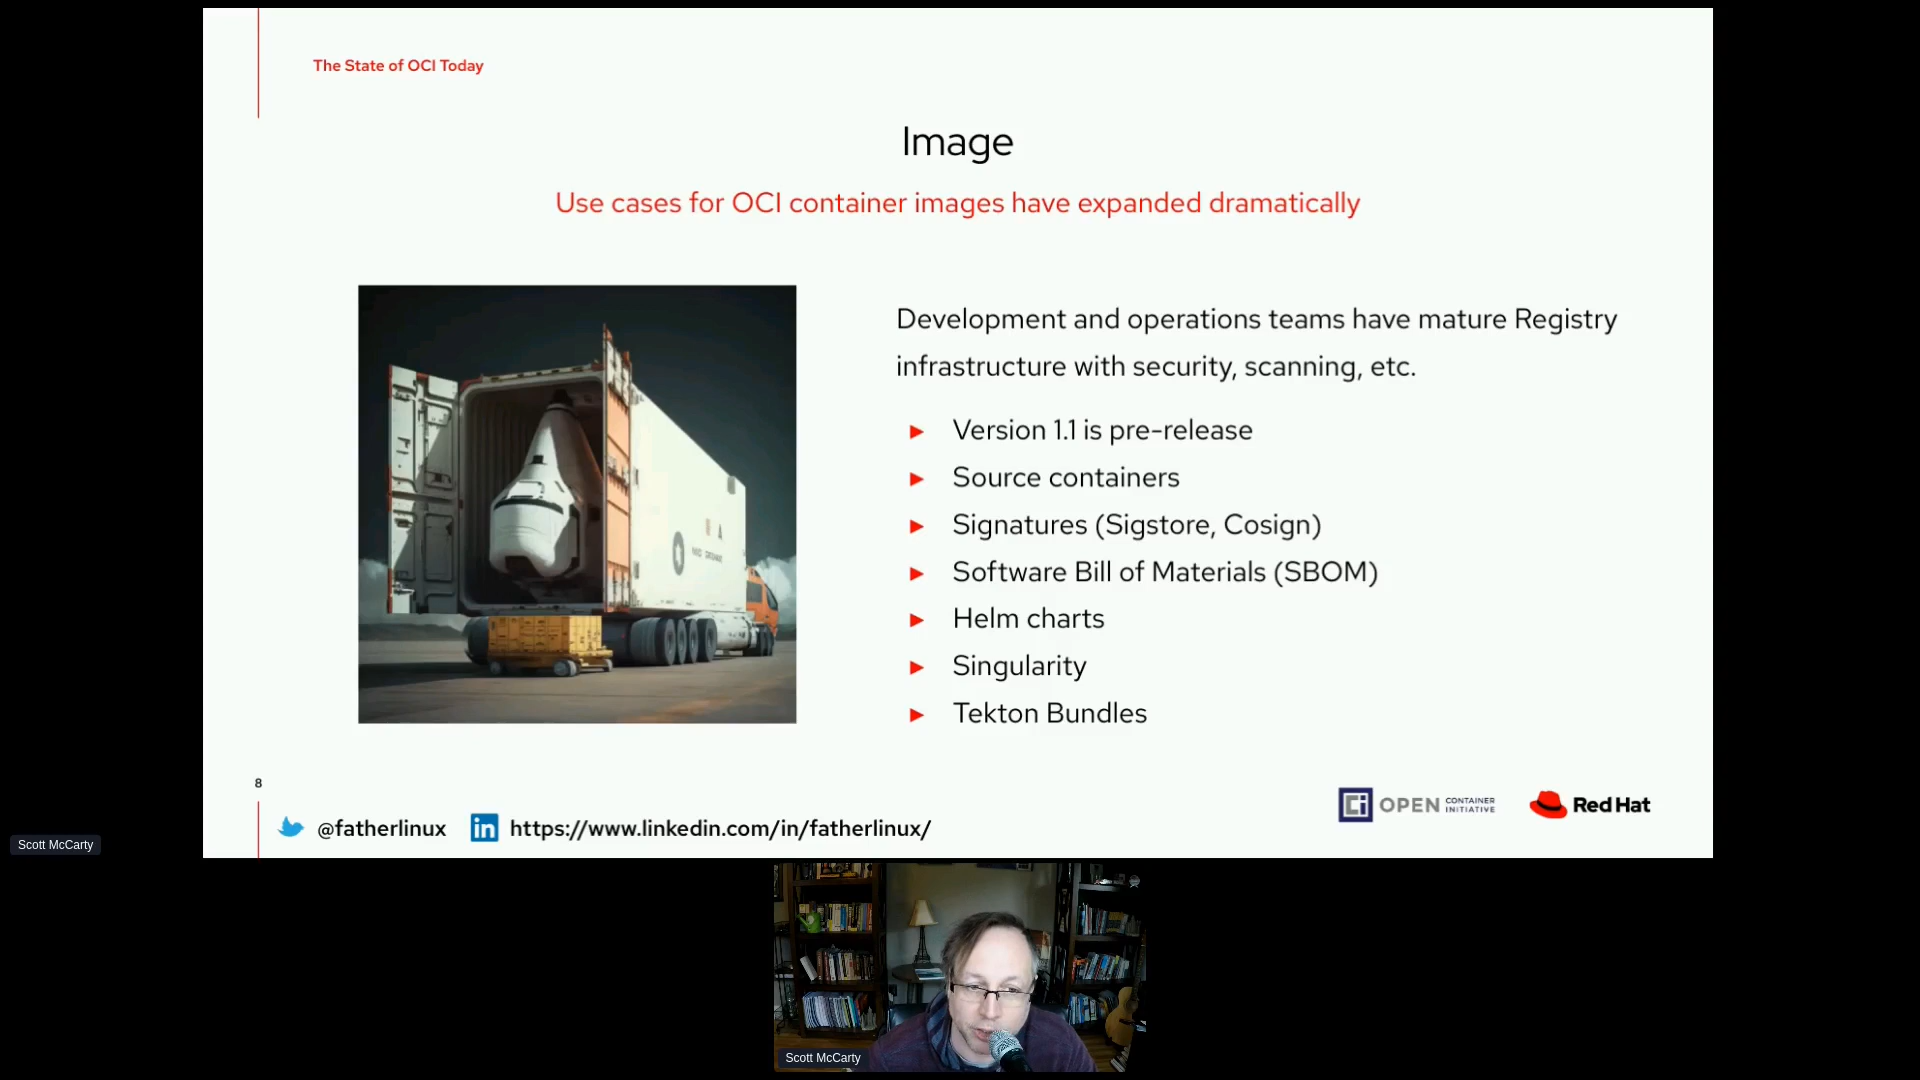 The State of OCI Today
Image
Use cases for OCI container images have expanded dramatically
Development and operations teams have mature Registry
infrastructure with security, scanning, etc.
Version 1.1 is pre-release
Source containers
Signatures (Sigstore, Cosign)
Software Bill of Materials (SBOM)
Helm charts
Singularity
Tekton Bundles
8
@fatherlinux
https://www.linkedin.com/in/fatherlinux/
OPEN CONTAINER INITIATIVE
Red Hat
Scott McCarty
Scott McCarty